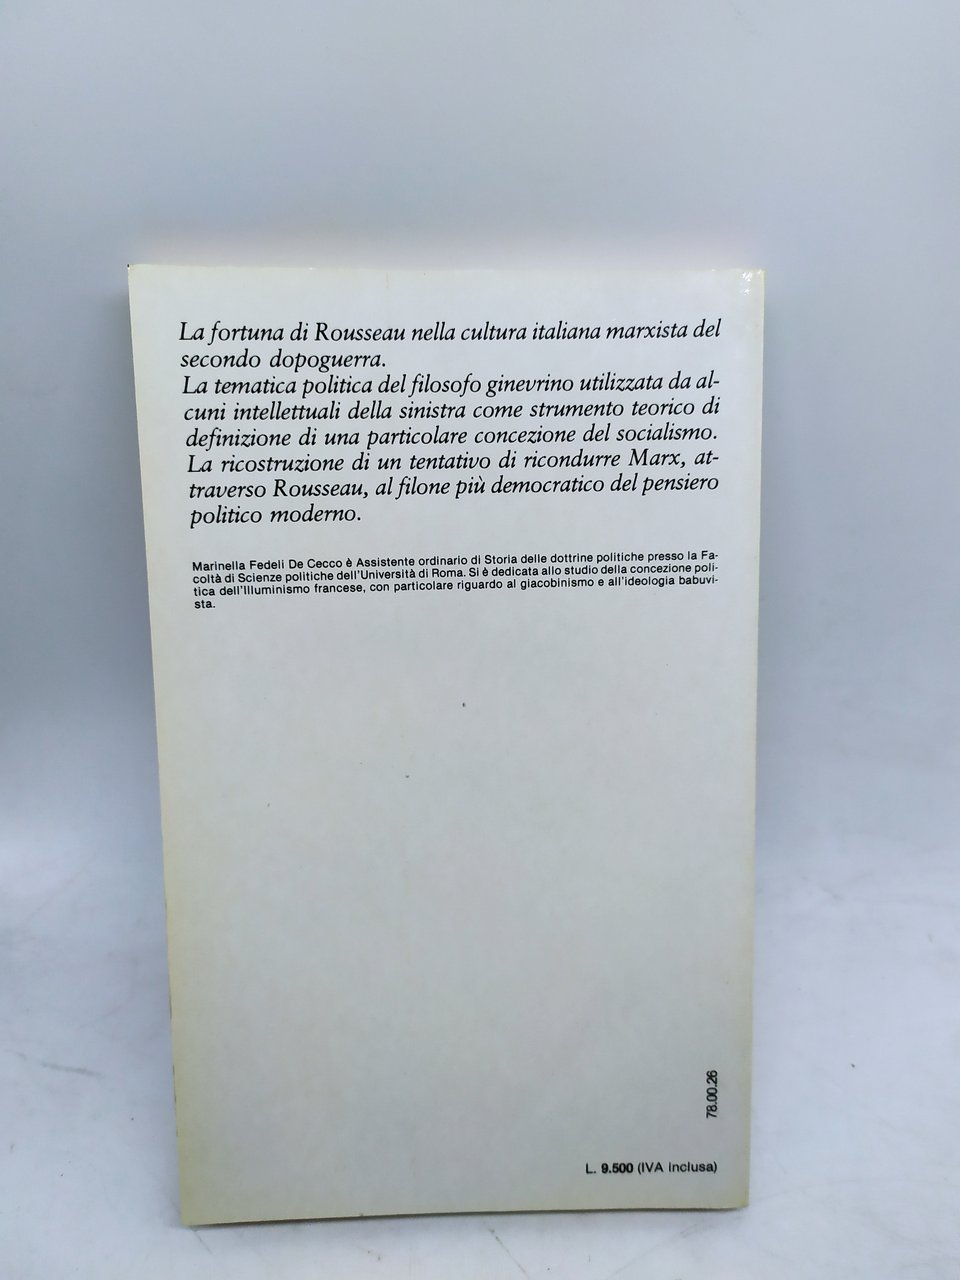 La fortuna di Rousseau nella cultura italiana marxista del
secondo dopoguerra.
La tematica politica del filosofo ginevrino utilizzata da al-
cuni intellettuali della sinistra come strumento teorico di
definizione di una particolare concezione del socialismo.
La ricostruzione di un tentativo di ricondurre Marx, at-
traverso Rousseau, al filone più democratico del pensiero
politico moderno.
Marinella Fedeli De Cecco è Assistente ordinario di Storia delle dottrine politiche presso la Fa-
coltà di Scienze politiche dell'Università di Roma. Si è dedicata allo studio della concezione poli-
tica dell'Illuminismo francese, con particolare riguardo al giacobinismo e all'ideologia babuvi-
sta.
78.00.26
L. 9.500 (IVA inclusa)